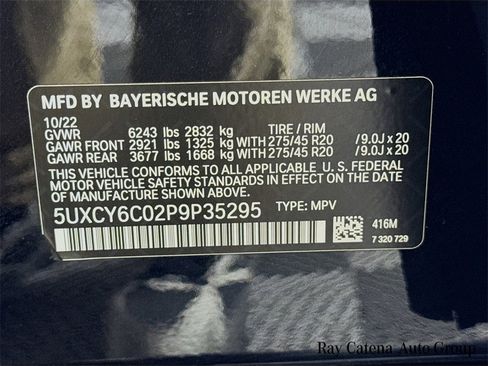 MFD BY BAYERISCHE MOTOREN WERKE AG
10/22
GVWR 6243 lbs 2832 kg TIRE / RIM
GAWR FRONT 2921 lbs 1325 kg WITH 275/45 R20 /9.0J x 20
GAWR REAR 3677 lbs 1668 kg WITH 275/45 R20 /9.0J x 20
THIS VEHICLE CONFORMS TO ALL APPLICABLE U. S. FEDERAL
MOTOR VEHICLE SAFETY STANDARDS IN EFFECT ON THE DATE
OF MANUFACTURE SHOWN ABOVE.
5UXCY6C02P9P35295 TYPE: MPV
416M
7 320 729
Ray Catena Auto Group